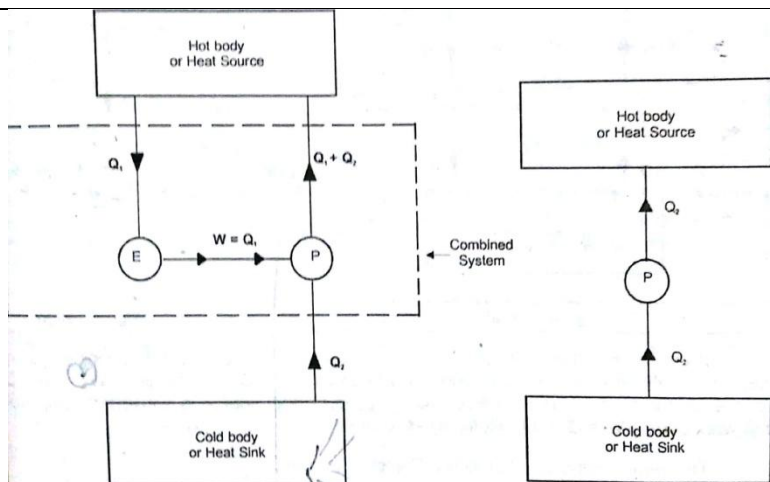 Hot body
or Heat Source
Q₁
Q₁ + Q₂
E
W = Q₁
P
Combined
System
Q₂
Cold body
or Heat Sink
Hot body
or Heat Source
Q₂
P
Q₂
Cold body
or Heat Sink